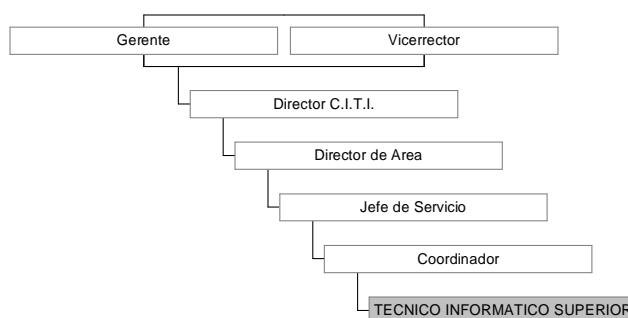 Gerente
Vicerrector
Director C.I.T.I.
Director de Area
Jefe de Servicio
Coordinador
TECNICO INFORMATICO SUPERIOR